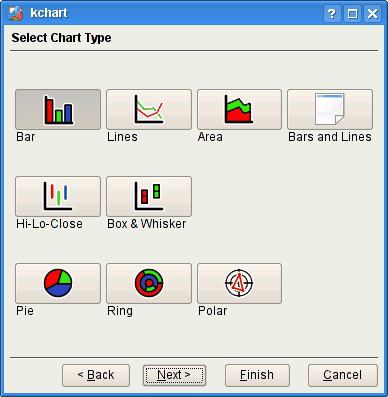 kchart
Select Chart Type
Bar Lines Area Bars and Lines
Hi-Lo-Close Box & Whisker
Pie Ring Polar
< Back Next > Finish Cancel